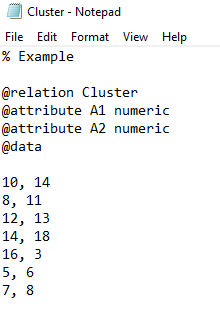 Cluster - Notepad
File Edit Format View Help
% Example
@relation Cluster
@attribute A1 numeric
@attribute A2 numeric
@data
10, 14
8, 11
12, 13
14, 18
16, 3
5, 6
7, 8